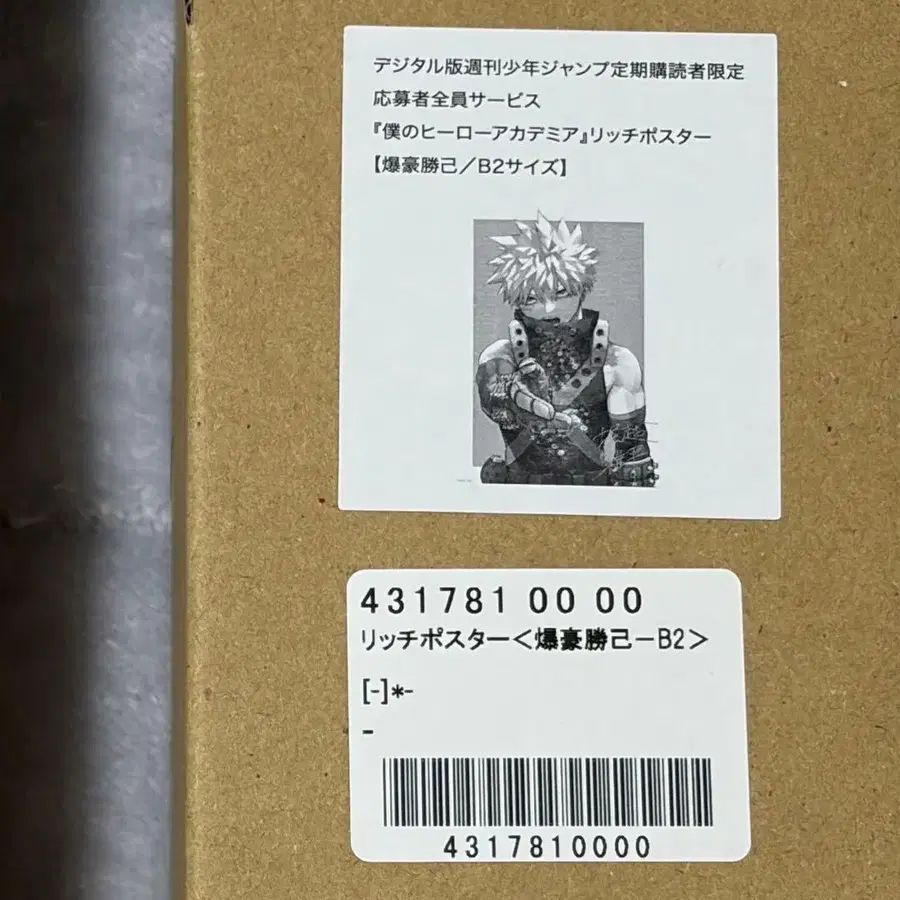 デジタル版週刊少年ジャンプ定期購読者限定
応募者全員サービス
『僕のヒーローアカデミア』リッチポスター
【爆豪勝己／B2サイズ】
431781 00 00
リッチポスター＜爆豪勝己－B2＞
[-]*-
-
4317810000